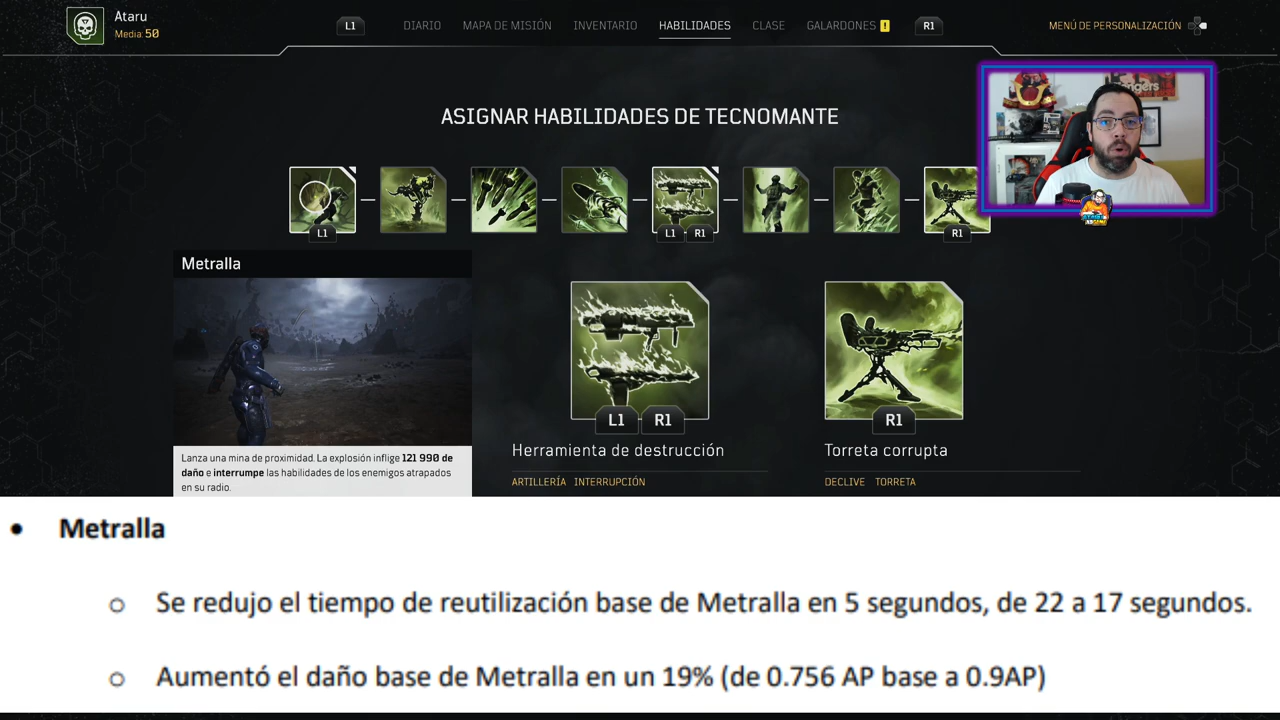 Ataru
Media: 50
L1
DIARIO
MAPA DE MISIÓN
INVENTARIO
HABILIDADES
CLASE
GALARDONES !
R1
MENÚ DE PERSONALIZACIÓN
ASIGNAR HABILIDADES DE TECNOMANTE
L1
L1 R1
R1
Metralla
Lanza una mina de proximidad. La explosión inflige 121 990 de
daño e interrumpe las habilidades de los enemigos atrapados
en su radio.
L1 R1
Herramienta de destrucción
ARTILLERÍA INTERRUPCIÓN
R1
Torreta corrupta
DECLIVE TORRETA
• Metralla
o Se redujo el tiempo de reutilización base de Metralla en 5 segundos, de 22 a 17 segundos.
o Aumentó el daño base de Metralla en un 19% (de 0.756 AP base a 0.9AP)